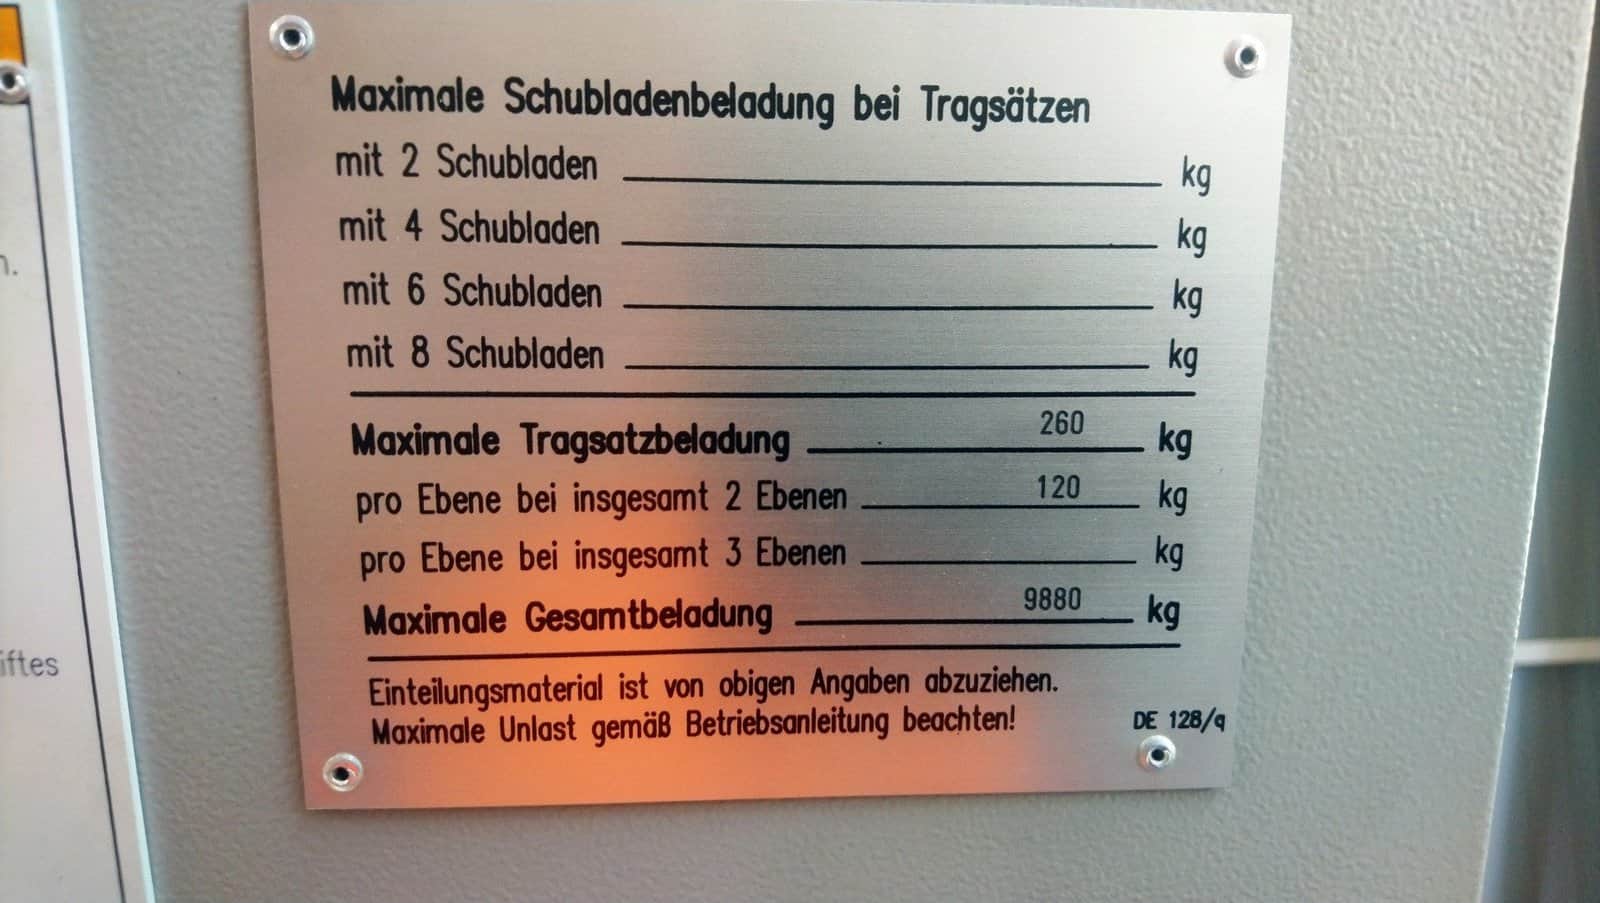 Maximale Schubladenbeladung bei Tragsätzen
mit 2 Schubladen kg
mit 4 Schubladen kg
mit 6 Schubladen kg
mit 8 Schubladen kg
Maximale Tragsatzbeladung 260 kg
pro Ebene bei insgesamt 2 Ebenen 120 kg
pro Ebene bei insgesamt 3 Ebenen kg
Maximale Gesamtbeladung 9880 kg
Einteilungsmaterial ist von obigen Angaben abzuziehen.
Maximale Unlast gemäß Betriebsanleitung beachten!
DE 128/q